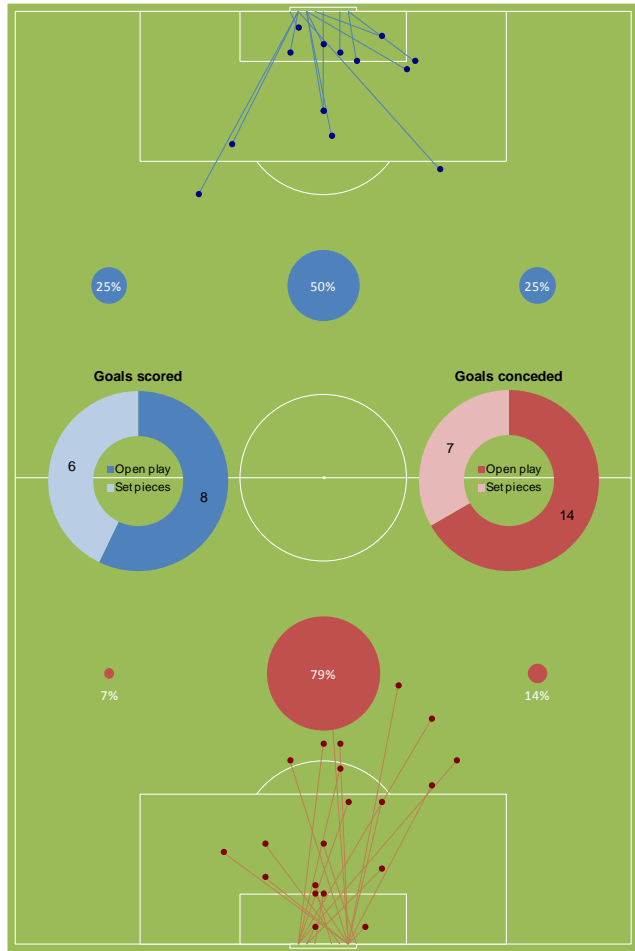 25%
50%
25%
Goals scored
Goals conceded
6
Open play
Set pieces
8
7
Open play
Set pieces
14
79%
7%
14%